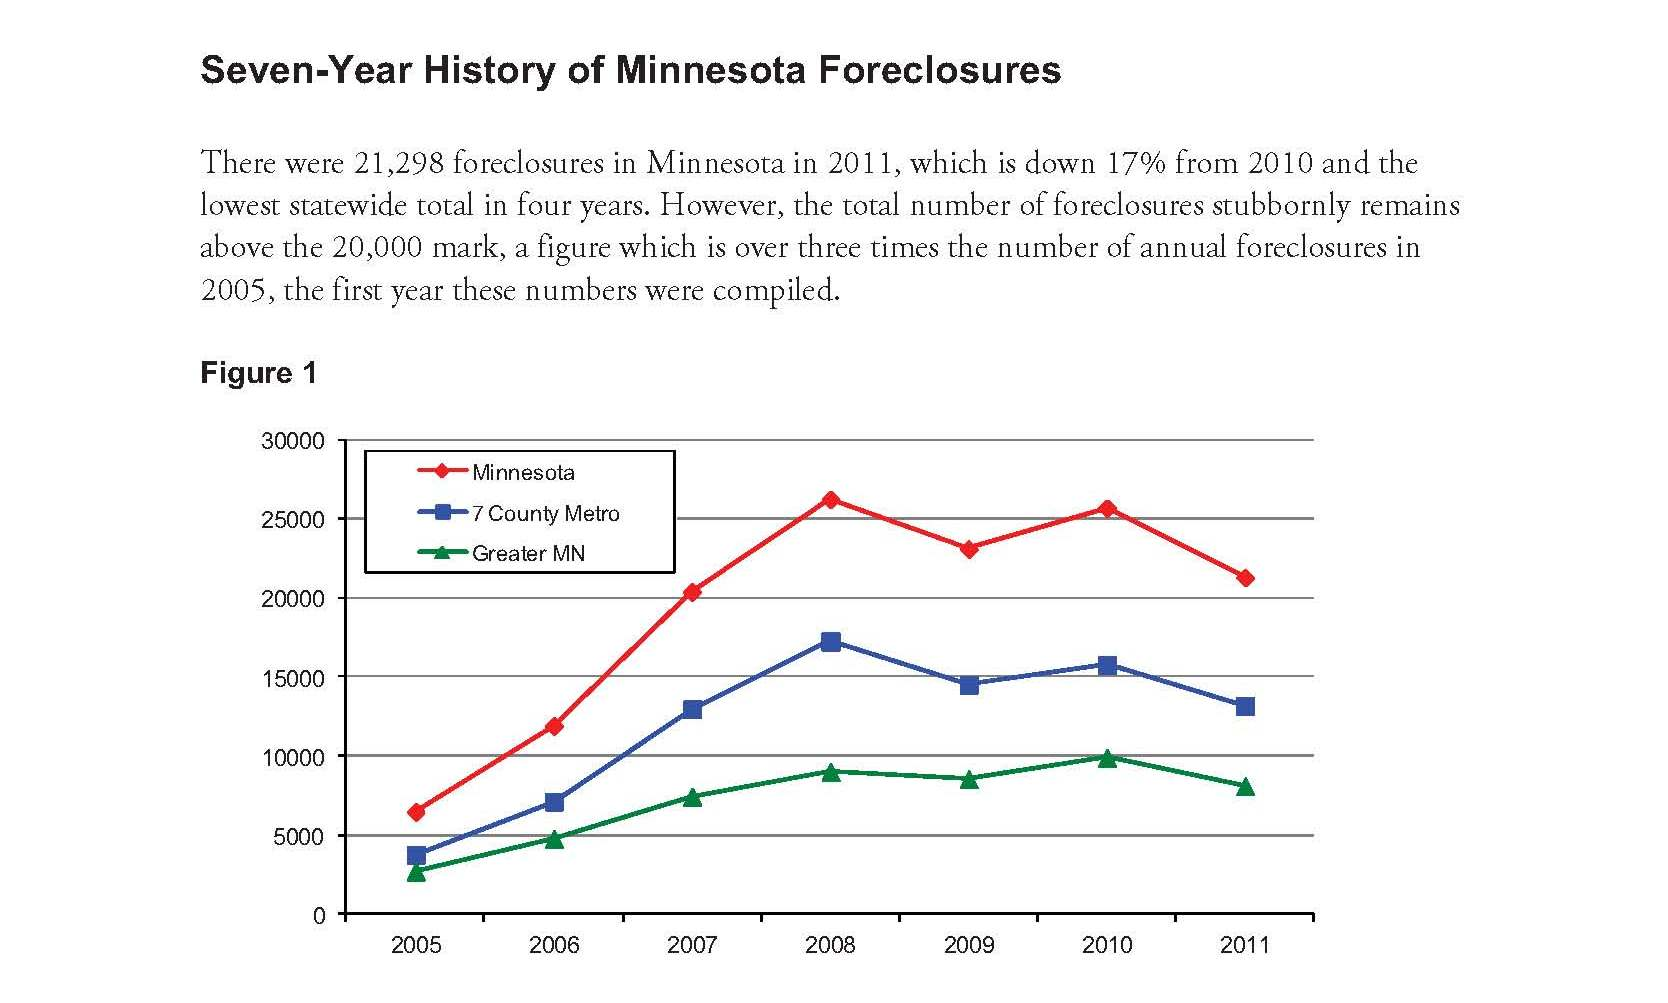 Seven-Year History of Minnesota Foreclosures
There were 21,298 foreclosures in Minnesota in 2011, which is down 17% from 2010 and the
lowest statewide total in four years. However, the total number of foreclosures stubbornly remains
above the 20,000 mark, a figure which is over three times the number of annual foreclosures in
2005, the first year these numbers were compiled.
Figure 1
30000
25000
20000
15000
10000
5000
0
Minnesota
7 County Metro
Greater MN
2005 2006 2007 2008 2009 2010 2011